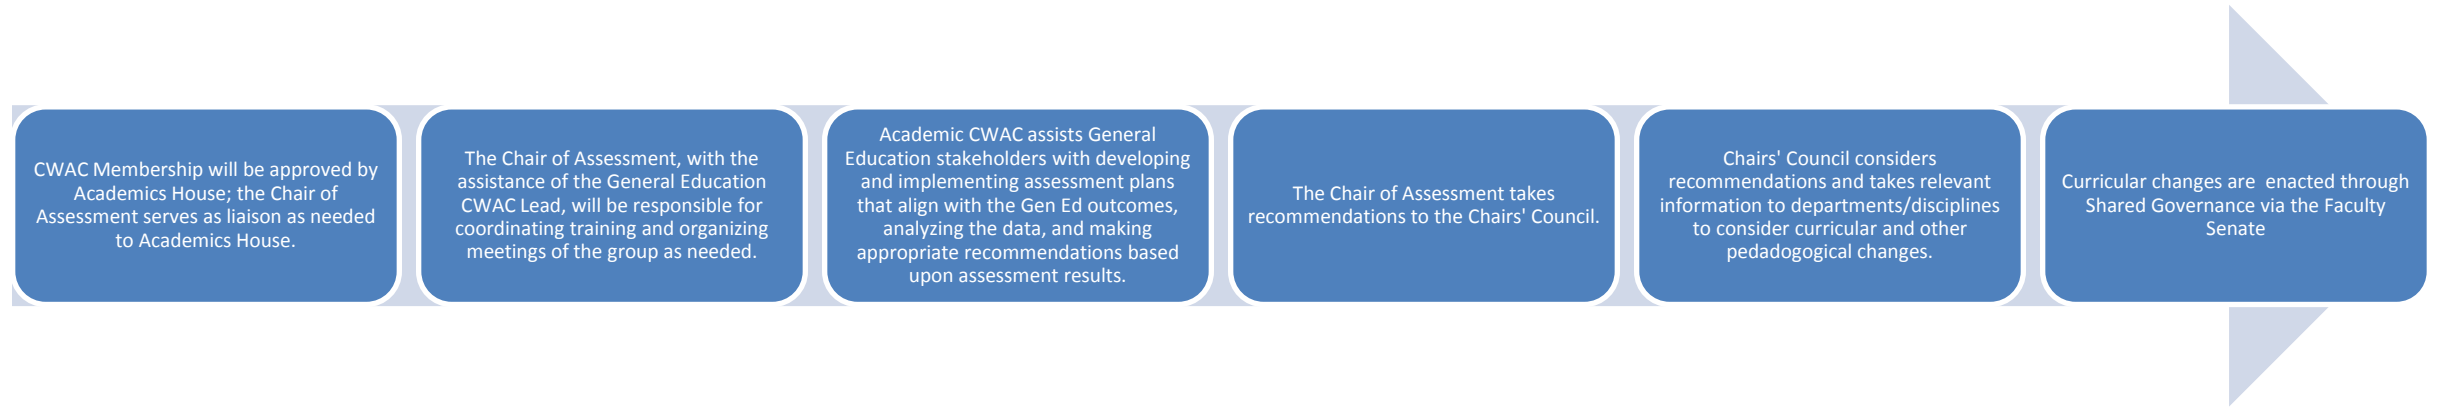 CWAC Membership will be approved by
Academics House; the Chair of
Assessment serves as liaison as needed
to Academics House.
The Chair of Assessment, with the
assistance of the General Education
CWAC Lead, will be responsible for
coordinating training and organizing
meetings of the group as needed.
Academic CWAC assists General
Education stakeholders with developing
and implementing assessment plans
that align with the Gen Ed outcomes,
analyzing the data, and making
appropriate recommendations based
upon assessment results.
The Chair of Assessment takes
recommendations to the Chairs' Council.
Chairs' Council considers
recommendations and takes relevant
information to departments/disciplines
to consider curricular and other
pedadogogical changes.
Curricular changes are  enacted through
Shared Governance via the Faculty
Senate